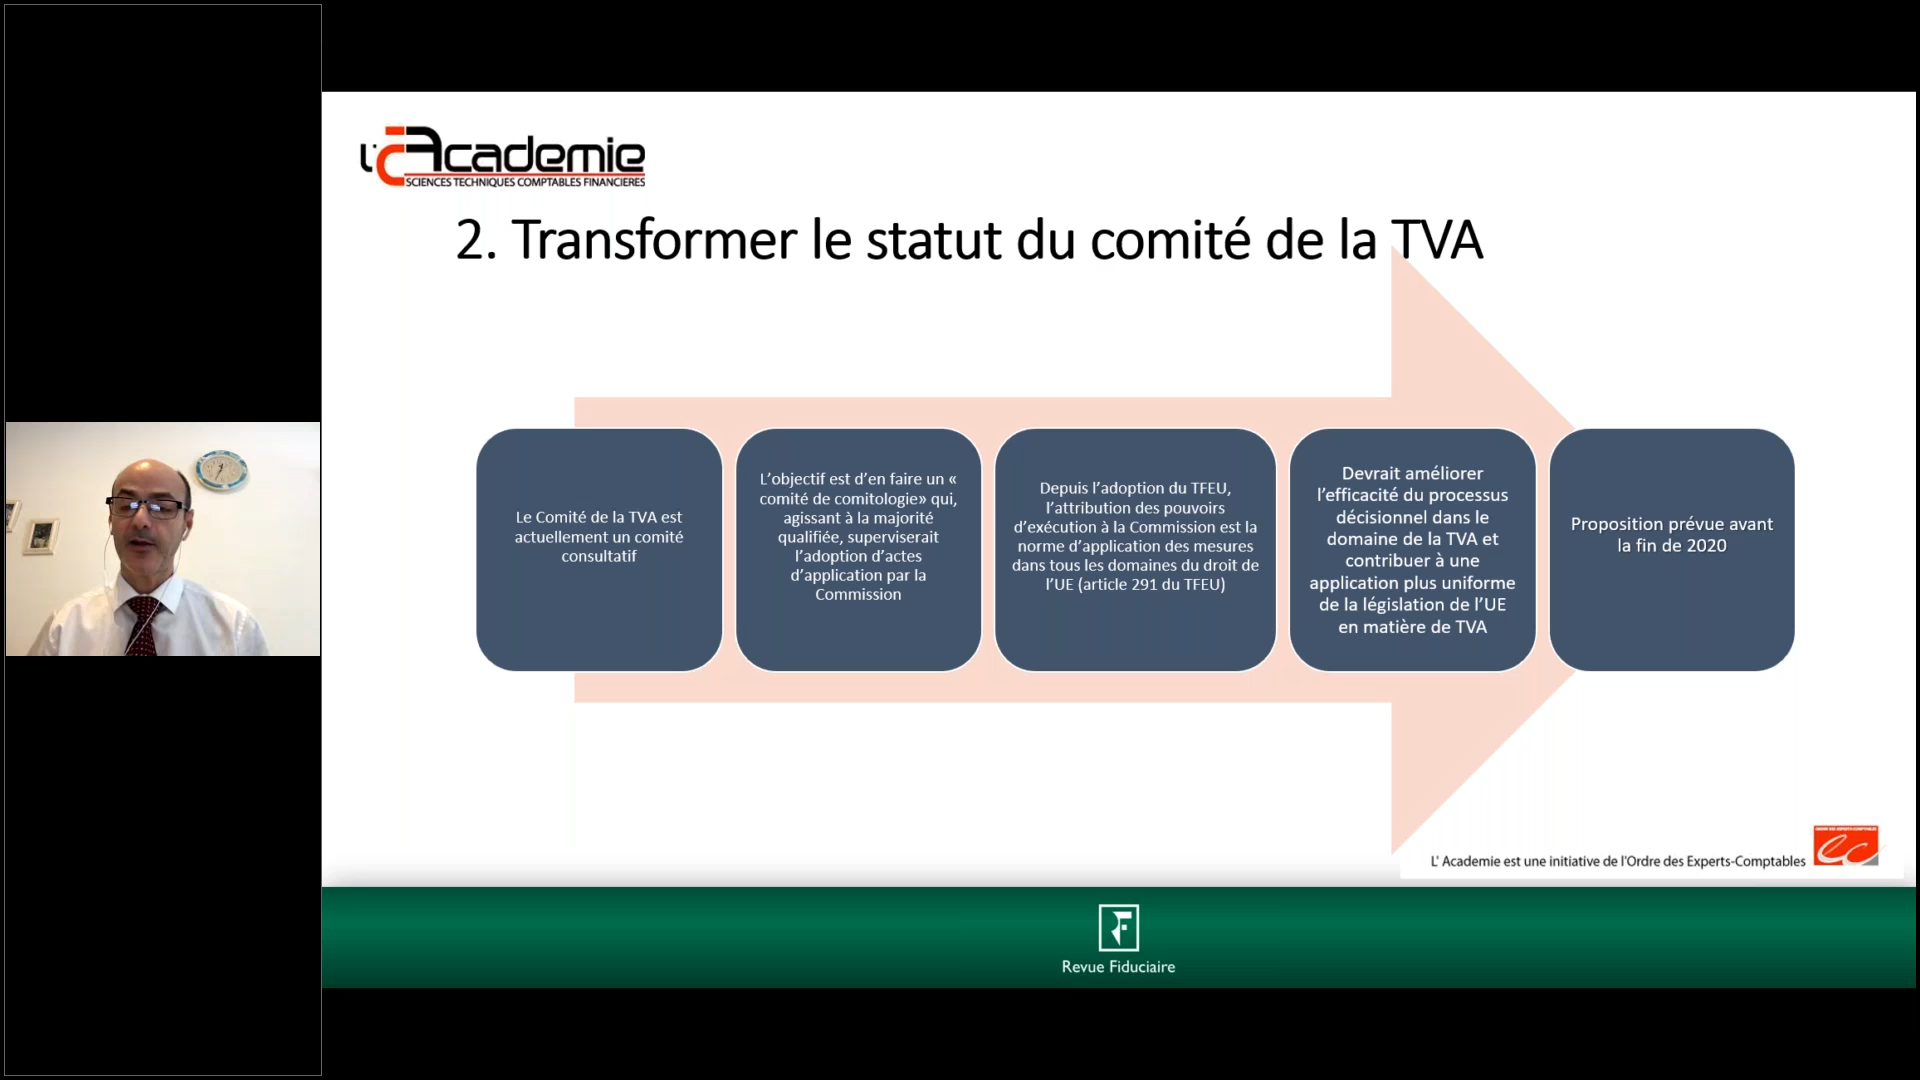 L'Academie
SCIENCES TECHNIQUES COMPTABLES FINANCIERES
2. Transformer le statut du comité de la TVA
Le Comité de la TVA est
actuellement un comité
consultatif
L’objectif est d’en faire un «
comité de comitologie» qui,
agissant à la majorité
qualifiée, superviserait
l’adoption d’actes
d’application par la
Commission
Depuis l’adoption du TFEU,
l’attribution des pouvoirs
d’exécution à la Commission est la
norme d’application des mesures
dans tous les domaines du droit de
l’UE (article 291 du TFEU)
Devrait améliorer
l’efficacité du processus
décisionnel dans le
domaine de la TVA et
contribuer à une
application plus uniforme
de la législation de l’UE
en matière de TVA
Proposition prévue avant
la fin de 2020
L' Academie est une initiative de l'Ordre des Experts-Comptables
ORDRE DES EXPERTS-COMPTABLES
ec
RF
Revue Fiduciaire